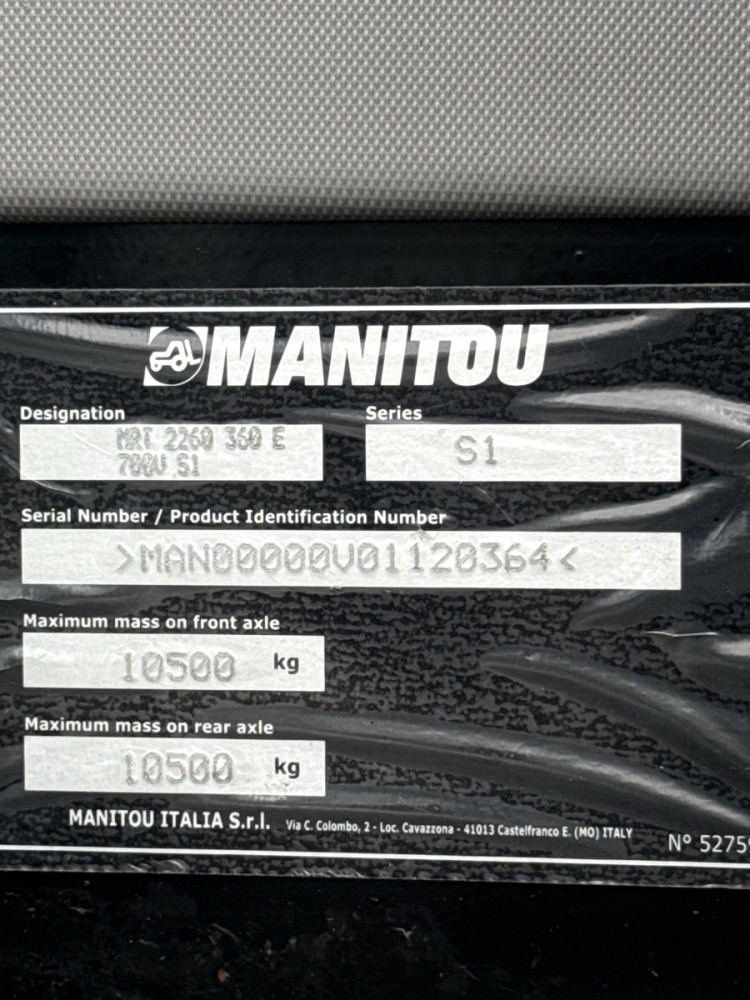 MANITOU
Designation
Series
MRT 2260 360 E
700V S1
S1
Serial Number / Product Identification Number
>MAN00000V01120364<
Maximum mass on front axle
10500 kg
Maximum mass on rear axle
10500 kg
MANITOU ITALIA S.r.l. Via C. Colombo, 2 - Loc. Cavazzona - 41013 Castelfranco E. (MO) ITALY
N° 5275